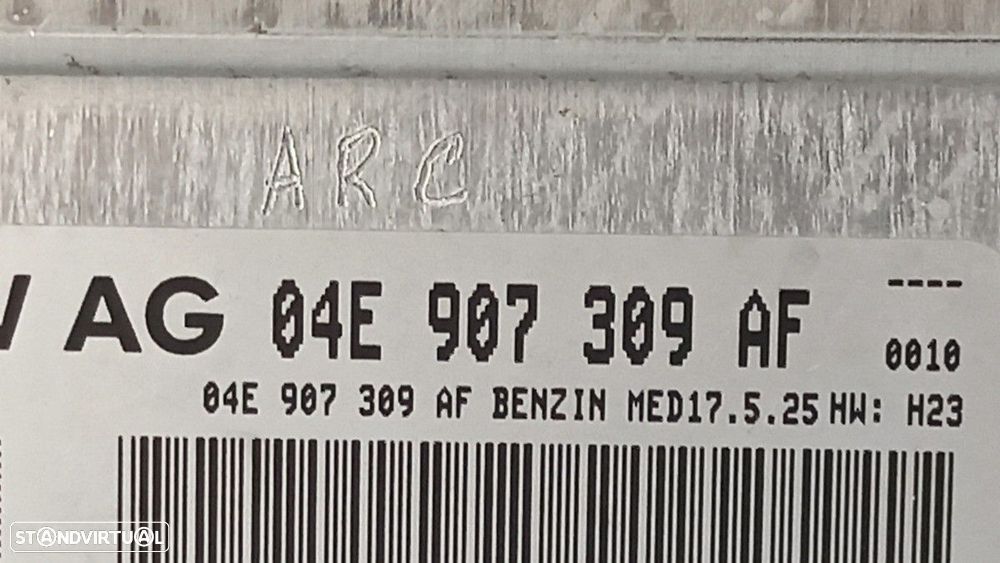 ARC
AG 04E 907 309 AF ----
0010
04E 907 309 AF BENZIN MED17.5.25 HW: H23
STANDVIRTUAL